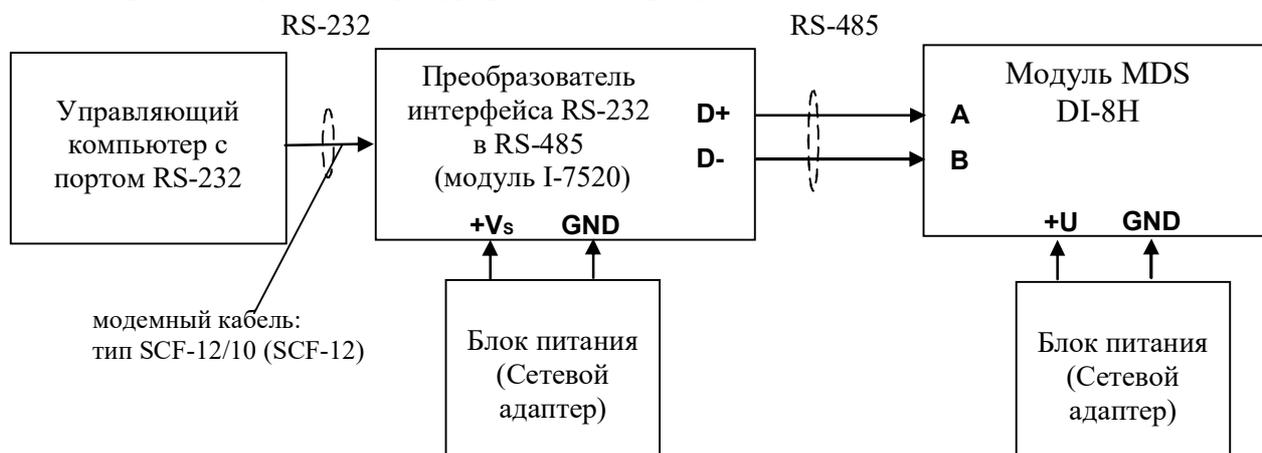 RS-232
RS-485
Управляющий
компьютер с
портом RS-232
Преобразователь
интерфейса RS-232
в RS-485
(модуль I-7520)
D+
D-
+Vs
GND
Модуль MDS
DI-8H
A
B
+U
GND
модемный кабель:
тип SCF-12/10 (SCF-12)
Блок питания
(Сетевой
адаптер)
Блок питания
(Сетевой
адаптер)